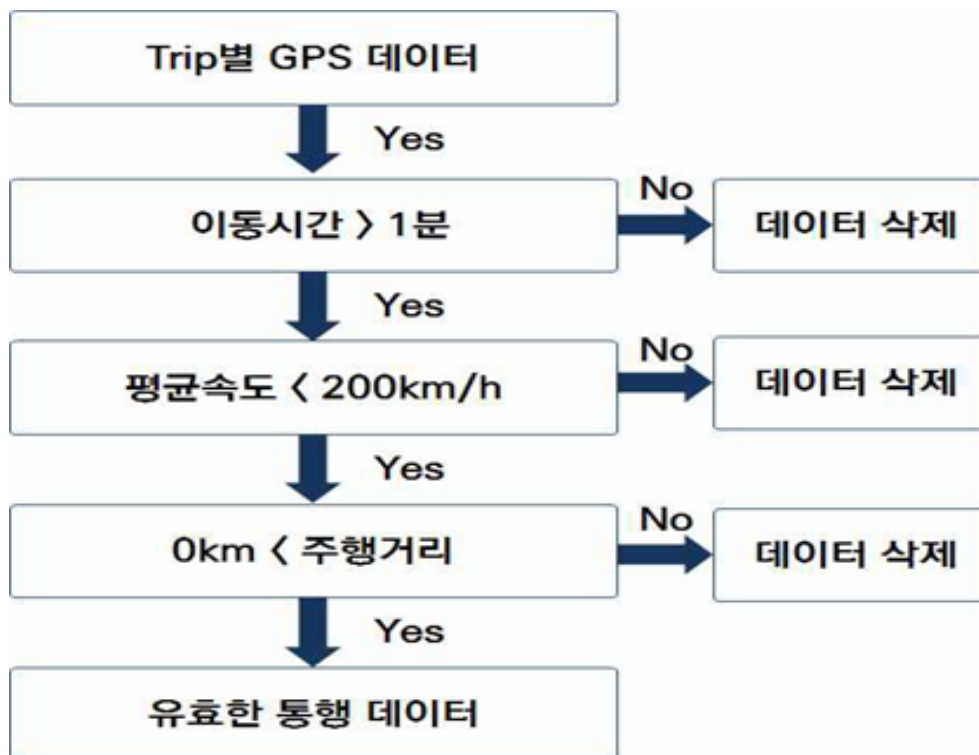 Trip별 GPS 데이터
Yes
이동시간 > 1분
No
데이터 삭제
Yes
평균속도 < 200km/h
No
데이터 삭제
Yes
0km < 주행거리
No
데이터 삭제
Yes
유효한 통행 데이터